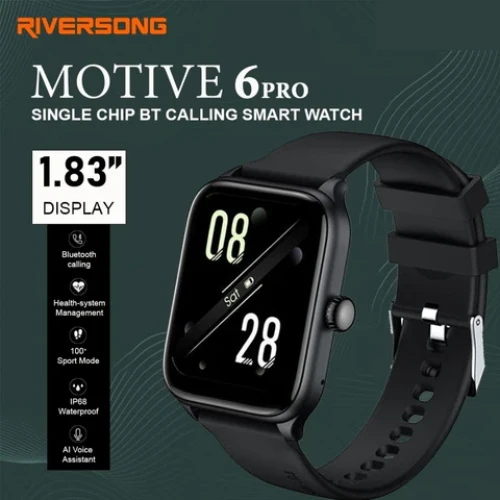 RIVERSONG
MOTIVE 6PRO
SINGLE CHIP BT CALLING SMART WATCH
1.83”
DISPLAY
Bluetooth
calling
Health-system
Management
100+
Sport Mode
IP68
Waterproof
AI Voice
Assistant
08
Sat
28